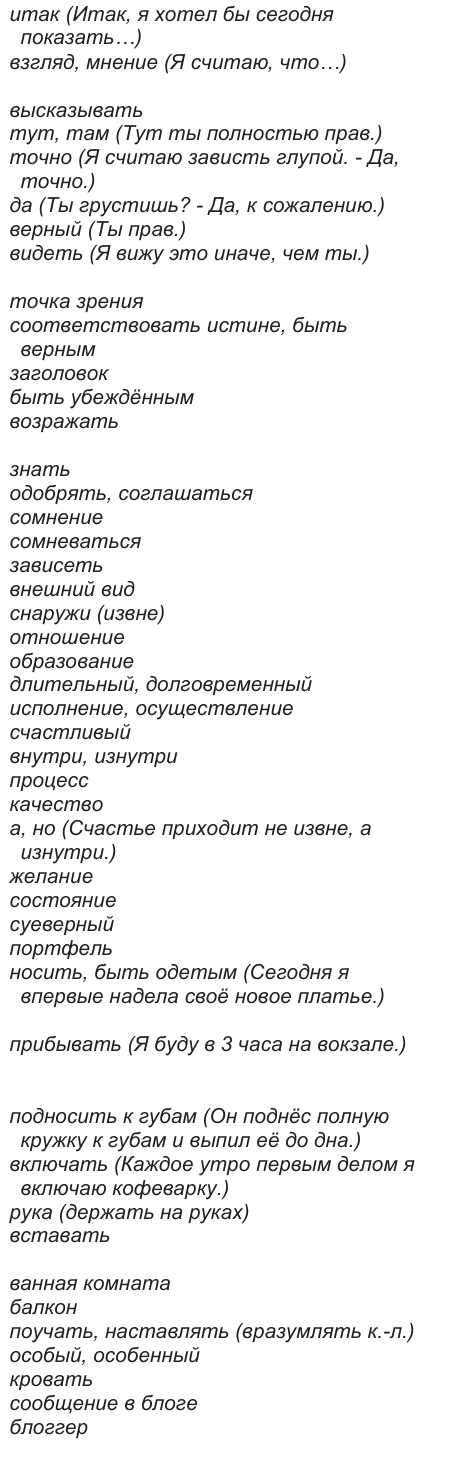 итак (Итак, я хотел бы сегодня
показать…)
взгляд, мнение (Я считаю, что…)
высказывать
тут, там (Тут ты полностью прав.)
точно (Я считаю зависть глупой. - Да,
точно.)
да (Ты грустишь? - Да, к сожалению.)
верный (Ты прав.)
видеть (Я вижу это иначе, чем ты.)
точка зрения
соответствовать истине, быть
верным
заголовок
быть убеждённым
возражать
знать
одобрять, соглашаться
сомнение
сомневаться
зависеть
внешний вид
снаружи (извне)
отношение
образование
длительный, долговременный
исполнение, осуществление
счастливый
внутри, изнутри
процесс
качество
а, но (Счастье приходит не извне, а
изнутри.)
желание
состояние
суеверный
портфель
носить, быть одетым (Сегодня я
впервые надела своё новое платье.)
прибывать (Я буду в 3 часа на вокзале.)
подносить к губам (Он поднёс полную
кружку к губам и выпил её до дна.)
включать (Каждое утро первым делом я
включаю кофеварку.)
рука (держать на руках)
вставать
ванная комната
балкон
поучать, наставлять (вразумлять к.-л.)
особый, особенный
кровать
сообщение в блоге
блоггер